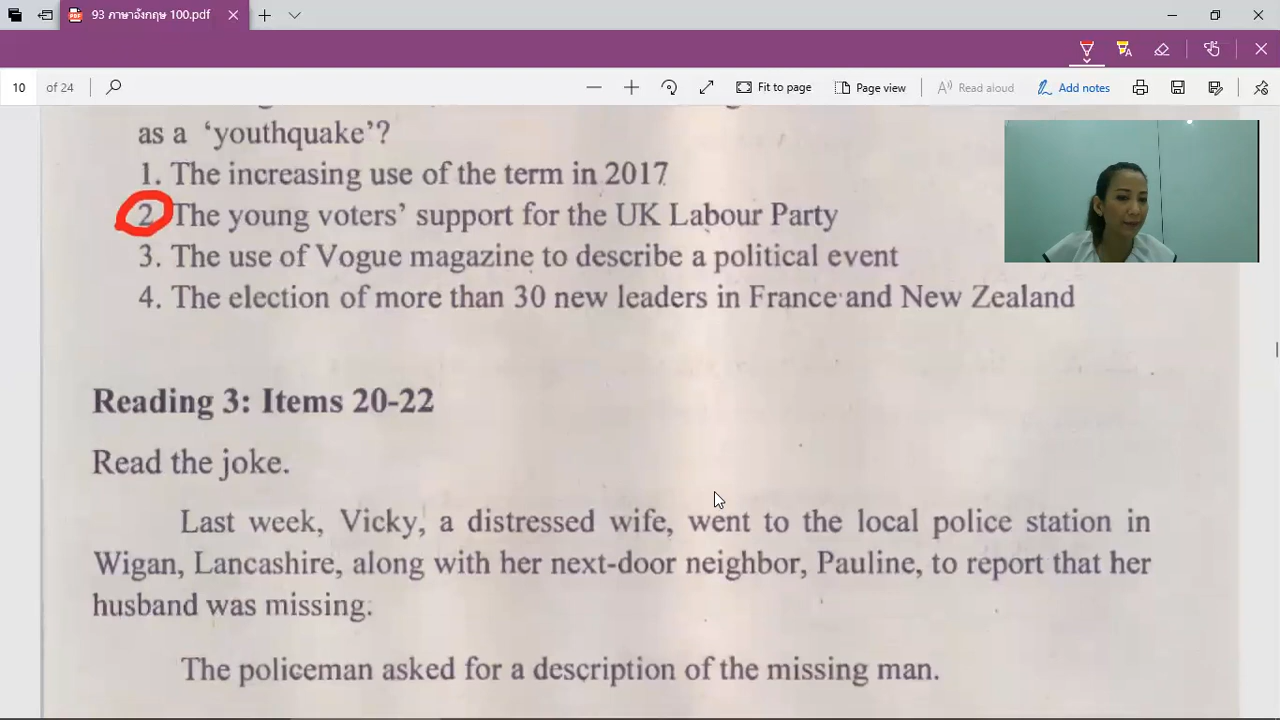 93 ภาษาอังกฤษ 100.pdf
10 of 24
Fit to page
Page view
Read aloud
Add notes
as a ‘youthquake’?
1. The increasing use of the term in 2017
2. The young voters’ support for the UK Labour Party
3. The use of Vogue magazine to describe a political event
4. The election of more than 30 new leaders in France and New Zealand
Reading 3: Items 20-22
Read the joke.
Last week, Vicky, a distressed wife, went to the local police station in
Wigan, Lancashire, along with her next-door neighbor, Pauline, to report that her
husband was missing.
The policeman asked for a description of the missing man.